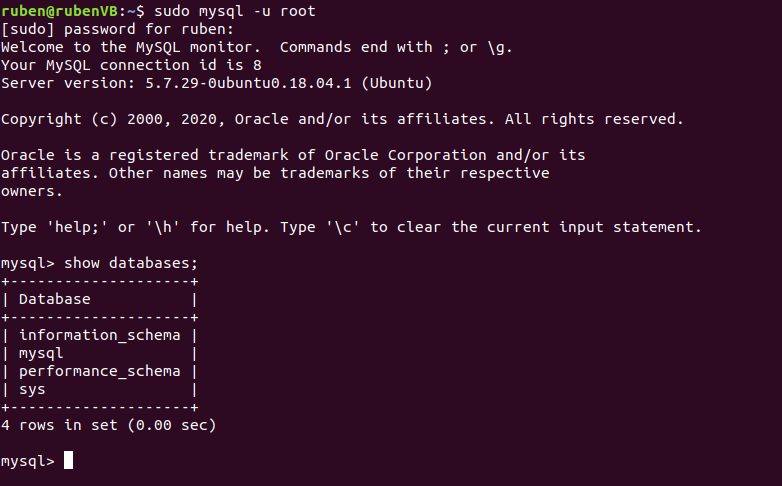 ruben@rubenVB:~$ sudo mysql -u root
[sudo] password for ruben:
Welcome to the MySQL monitor.  Commands end with ; or \g.
Your MySQL connection id is 8
Server version: 5.7.29-0ubuntu0.18.04.1 (Ubuntu)

Copyright (c) 2000, 2020, Oracle and/or its affiliates. All rights reserved.

Oracle is a registered trademark of Oracle Corporation and/or its
affiliates. Other names may be trademarks of their respective
owners.

Type 'help;' or '\h' for help. Type '\c' to clear the current input statement.

mysql> show databases;
+--------------------+
| Database           |
+--------------------+
| information_schema |
| mysql              |
| performance_schema |
| sys                |
+--------------------+
4 rows in set (0.00 sec)

mysql>